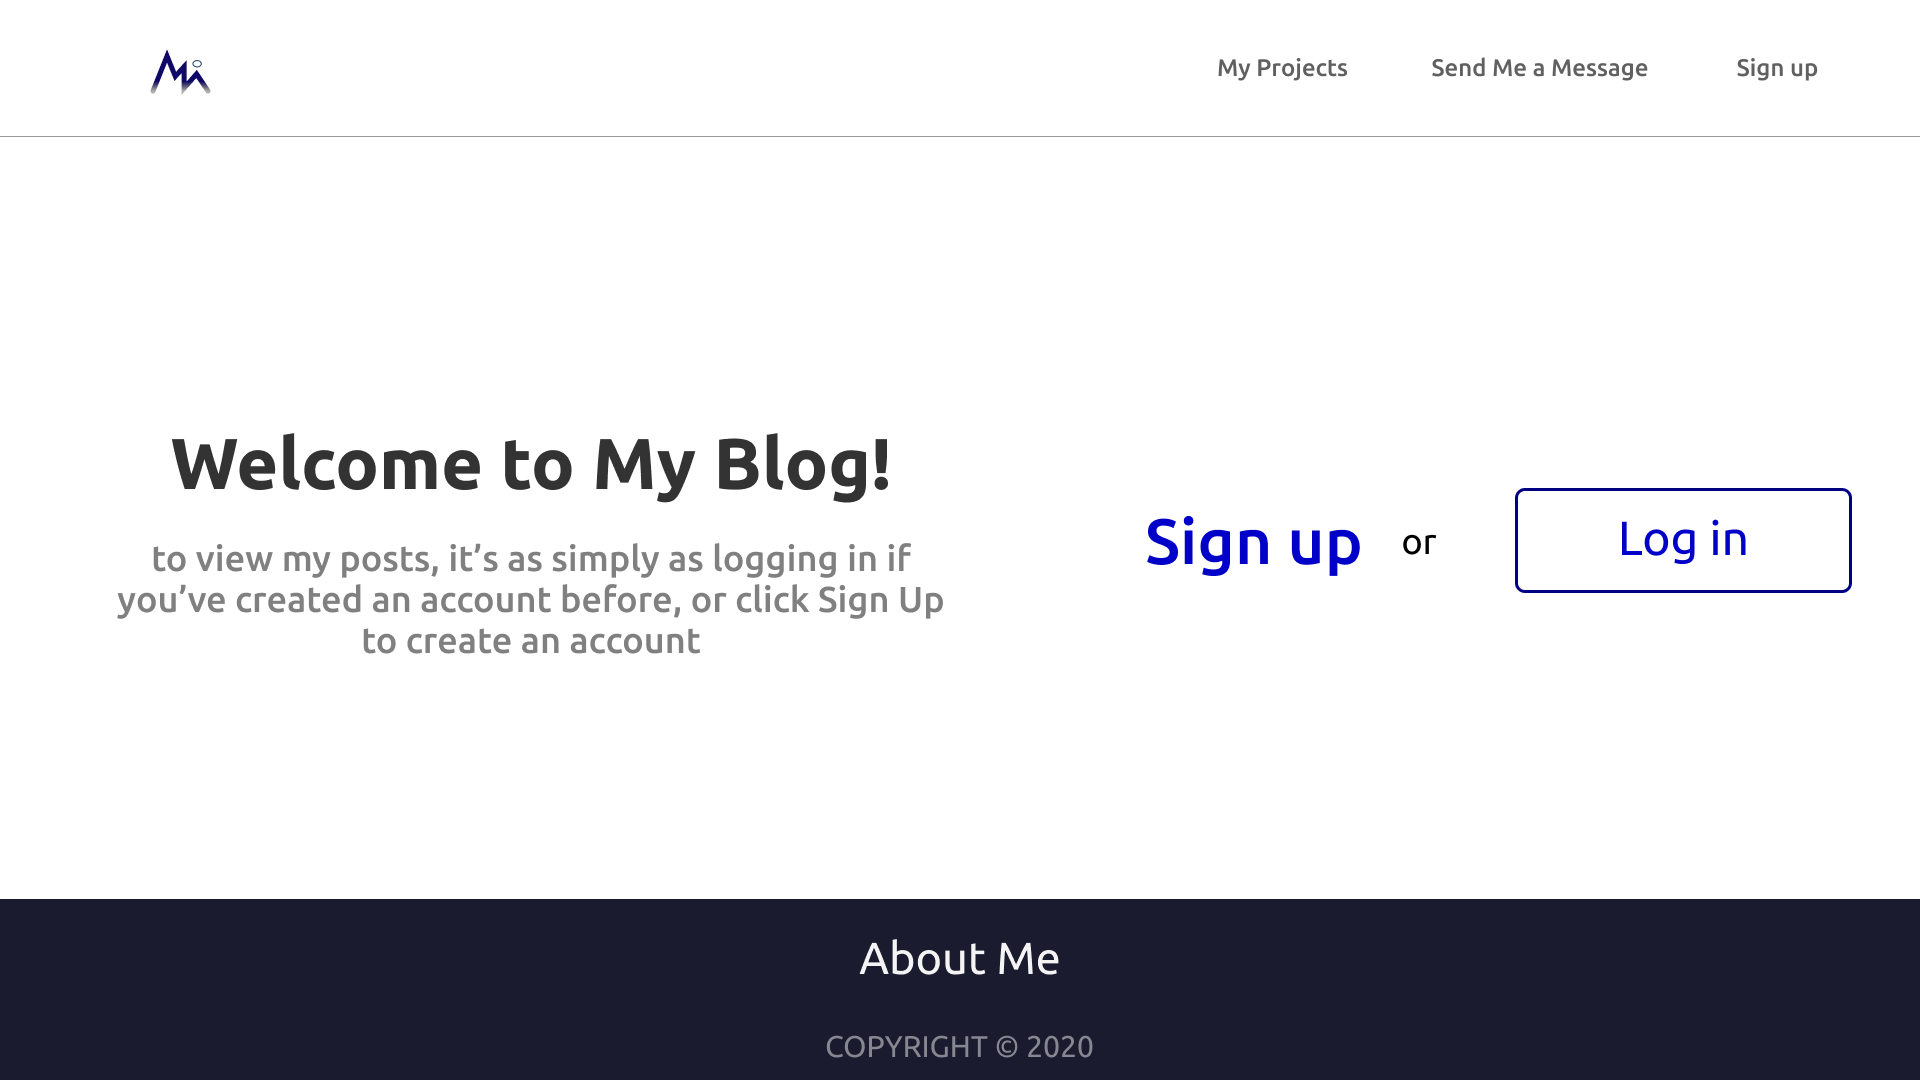 My Projects
Send Me a Message
Sign up
Welcome to My Blog!
to view my posts, it’s as simply as logging in if
you’ve created an account before, or click Sign Up
to create an account
Sign up
or
Log in
About Me
COPYRIGHT © 2020